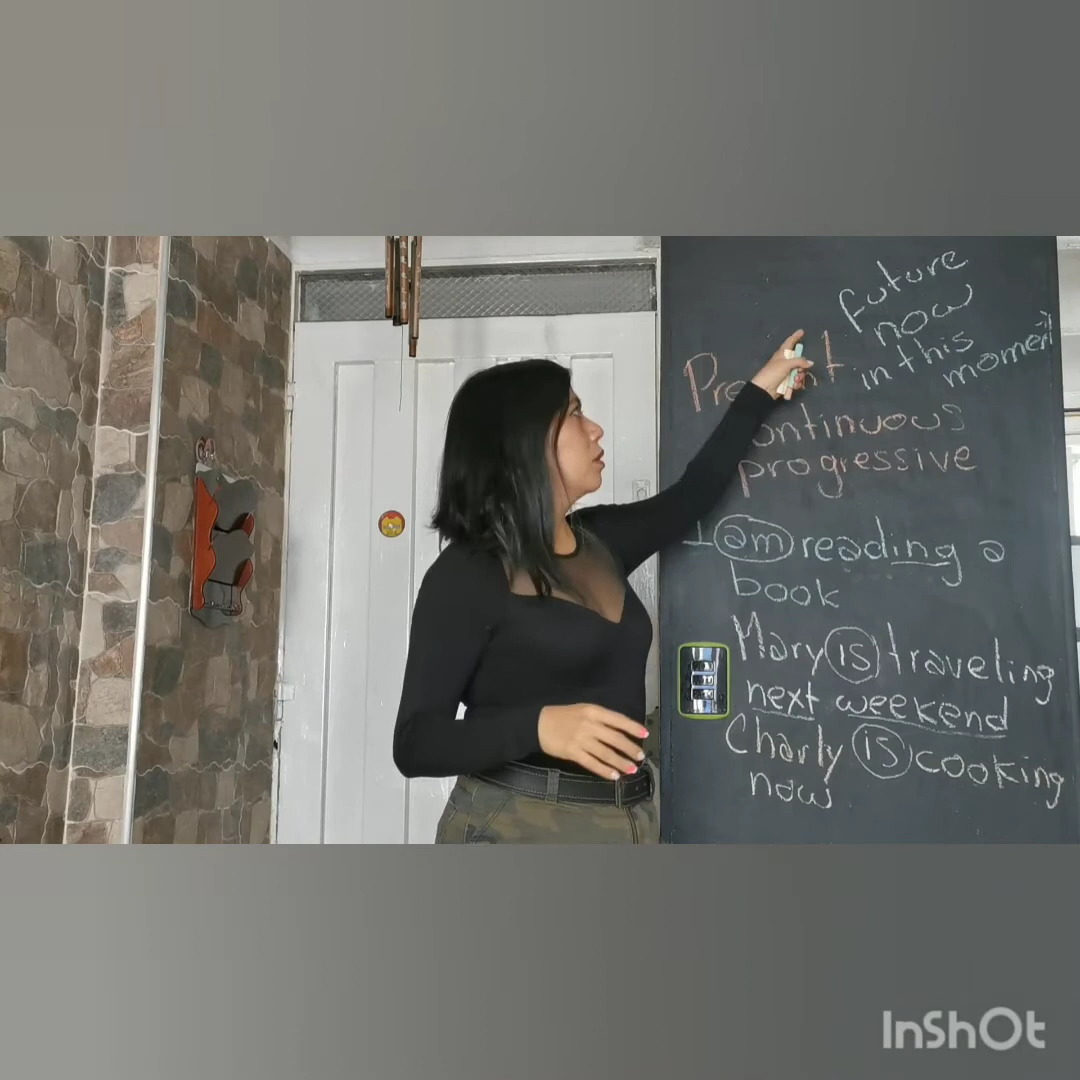 future
now
in this
moment
Present
continuous
progressive
I am reading a
book
Mary is traveling
next weekend
Charly is cooking
now
InShOt